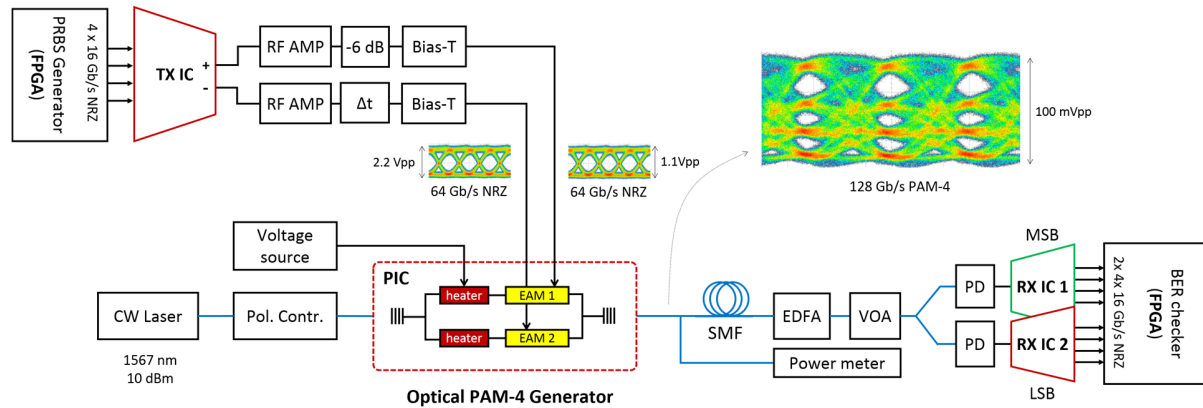 PRBS Generator
(FPGA)
4 x 16 Gb/s
NRZ
TX IC
+
-
RF AMP
-6 dB
Bias-T
RF AMP
Δt
Bias-T
2.2 Vpp
64 Gb/s NRZ
1.1Vpp
64 Gb/s NRZ
100 mVpp
128 Gb/s PAM-4
Voltage
source
PIC
heater
EAM 1
heater
EAM 2
CW Laser
1567 nm
10 dBm
Pol. Contr.
Optical PAM-4 Generator
SMF
EDFA
VOA
Power meter
PD
PD
MSB
RX IC 1
RX IC 2
LSB
2x 4x 16 Gb/s
NRZ
BER checker
(FPGA)